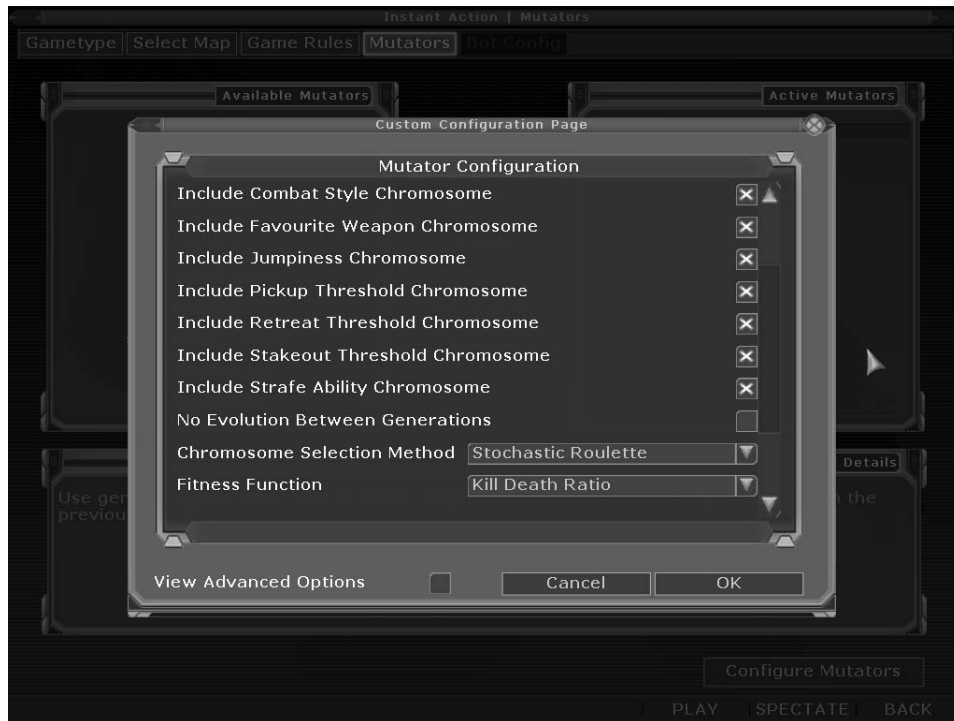 Instant Action | Mutators
Gametype Select Map Game Rules Mutators Bot Config
Available Mutators
Active Mutators
Custom Configuration Page
Mutator Configuration
Include Combat Style Chromosome
Include Favourite Weapon Chromosome
Include Jumpiness Chromosome
Include Pickup Threshold Chromosome
Include Retreat Threshold Chromosome
Include Stakeout Threshold Chromosome
Include Strafe Ability Chromosome
No Evolution Between Generations
Chromosome Selection Method Stochastic Roulette
Fitness Function Kill Death Ratio
Details
Use gen the
previou
View Advanced Options Cancel OK
Configure Mutators
PLAY SPECTATE BACK